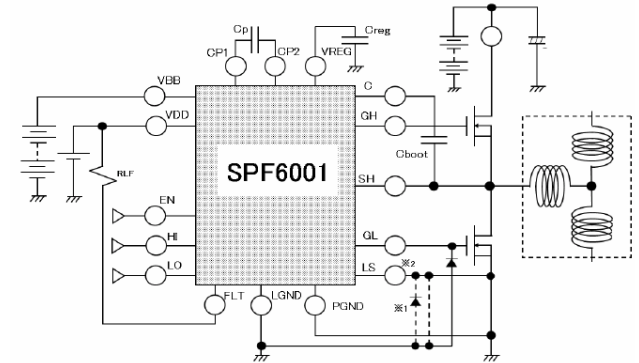 Cp
Creg
CP1
CP2
VREG
VBB
C
VDD
GH
Cboot
SPF6001
RLF
SH
EN
HI
GL
LO
LS
※2
※1
FLT
LGND
PGND